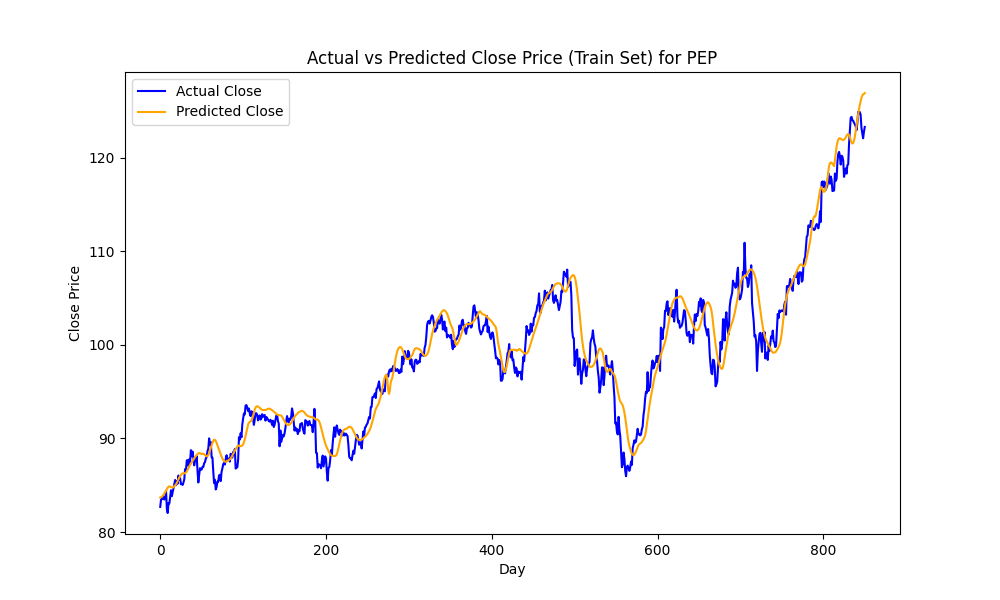 Actual vs Predicted Close Price (Train Set) for PEP
Actual Close
Predicted Close
Close Price
120
110
100
90
80
0 200 400 600 800
Day